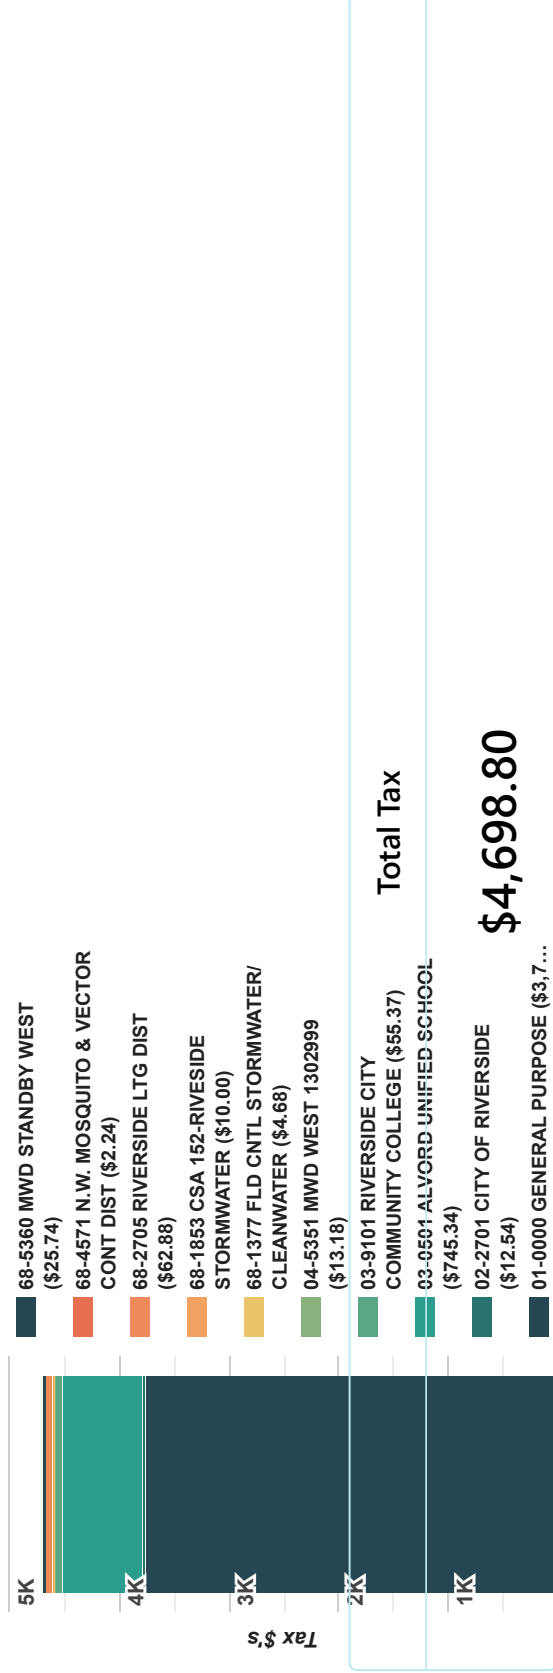 Tax $'s
5K
4K
3K
2K
1K
68-5360 MWD STANDBY WEST
($25.74)
68-4571 N.W. MOSQUITO & VECTOR
CONT DIST ($2.24)
68-2705 RIVERSIDE LTG DIST
($62.88)
68-1853 CSA 152-RIVESIDE
STORMWATER ($10.00)
68-1377 FLD CNTL STORMWATER/
CLEANWATER ($4.68)
04-5351 MWD WEST 1302999
($13.18)
03-9101 RIVERSIDE CITY
COMMUNITY COLLEGE ($55.37)
03-0501 ALVORD UNIFIED SCHOOL
($745.34)
02-2701 CITY OF RIVERSIDE
($12.54)
01-0000 GENERAL PURPOSE ($3,7...
Total Tax
$4,698.80